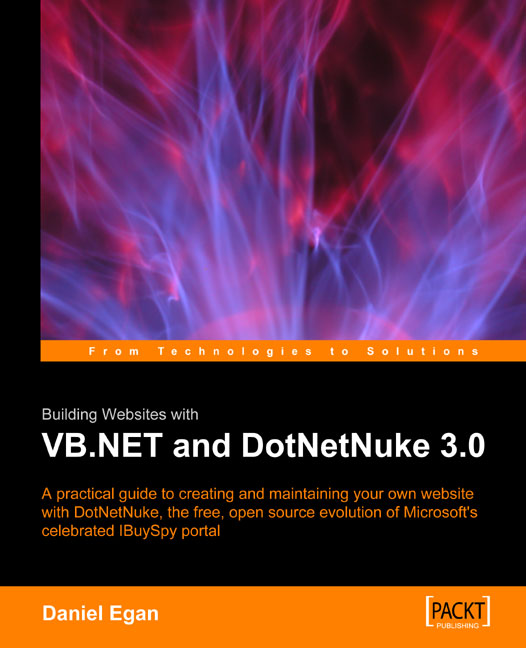 From Technologies to Solutions
Building Websites with
VB.NET and DotNetNuke 3.0
A practical guide to creating and maintaining your own website
with DotNetNuke, the free, open source evolution of Microsoft's
celebrated IBuySpy portal
Daniel Egan
[PACKT]
PUBLISHING